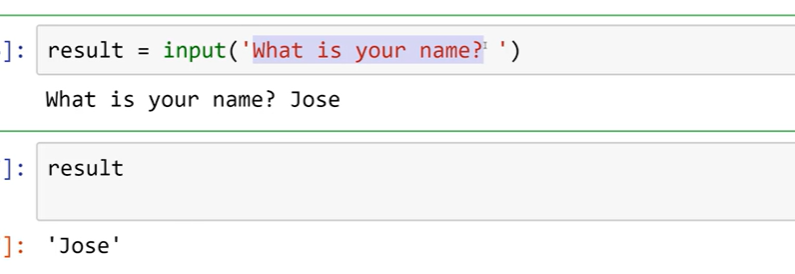 ]: result = input('What is your name? ')
What is your name? Jose
]: result
]: 'Jose'